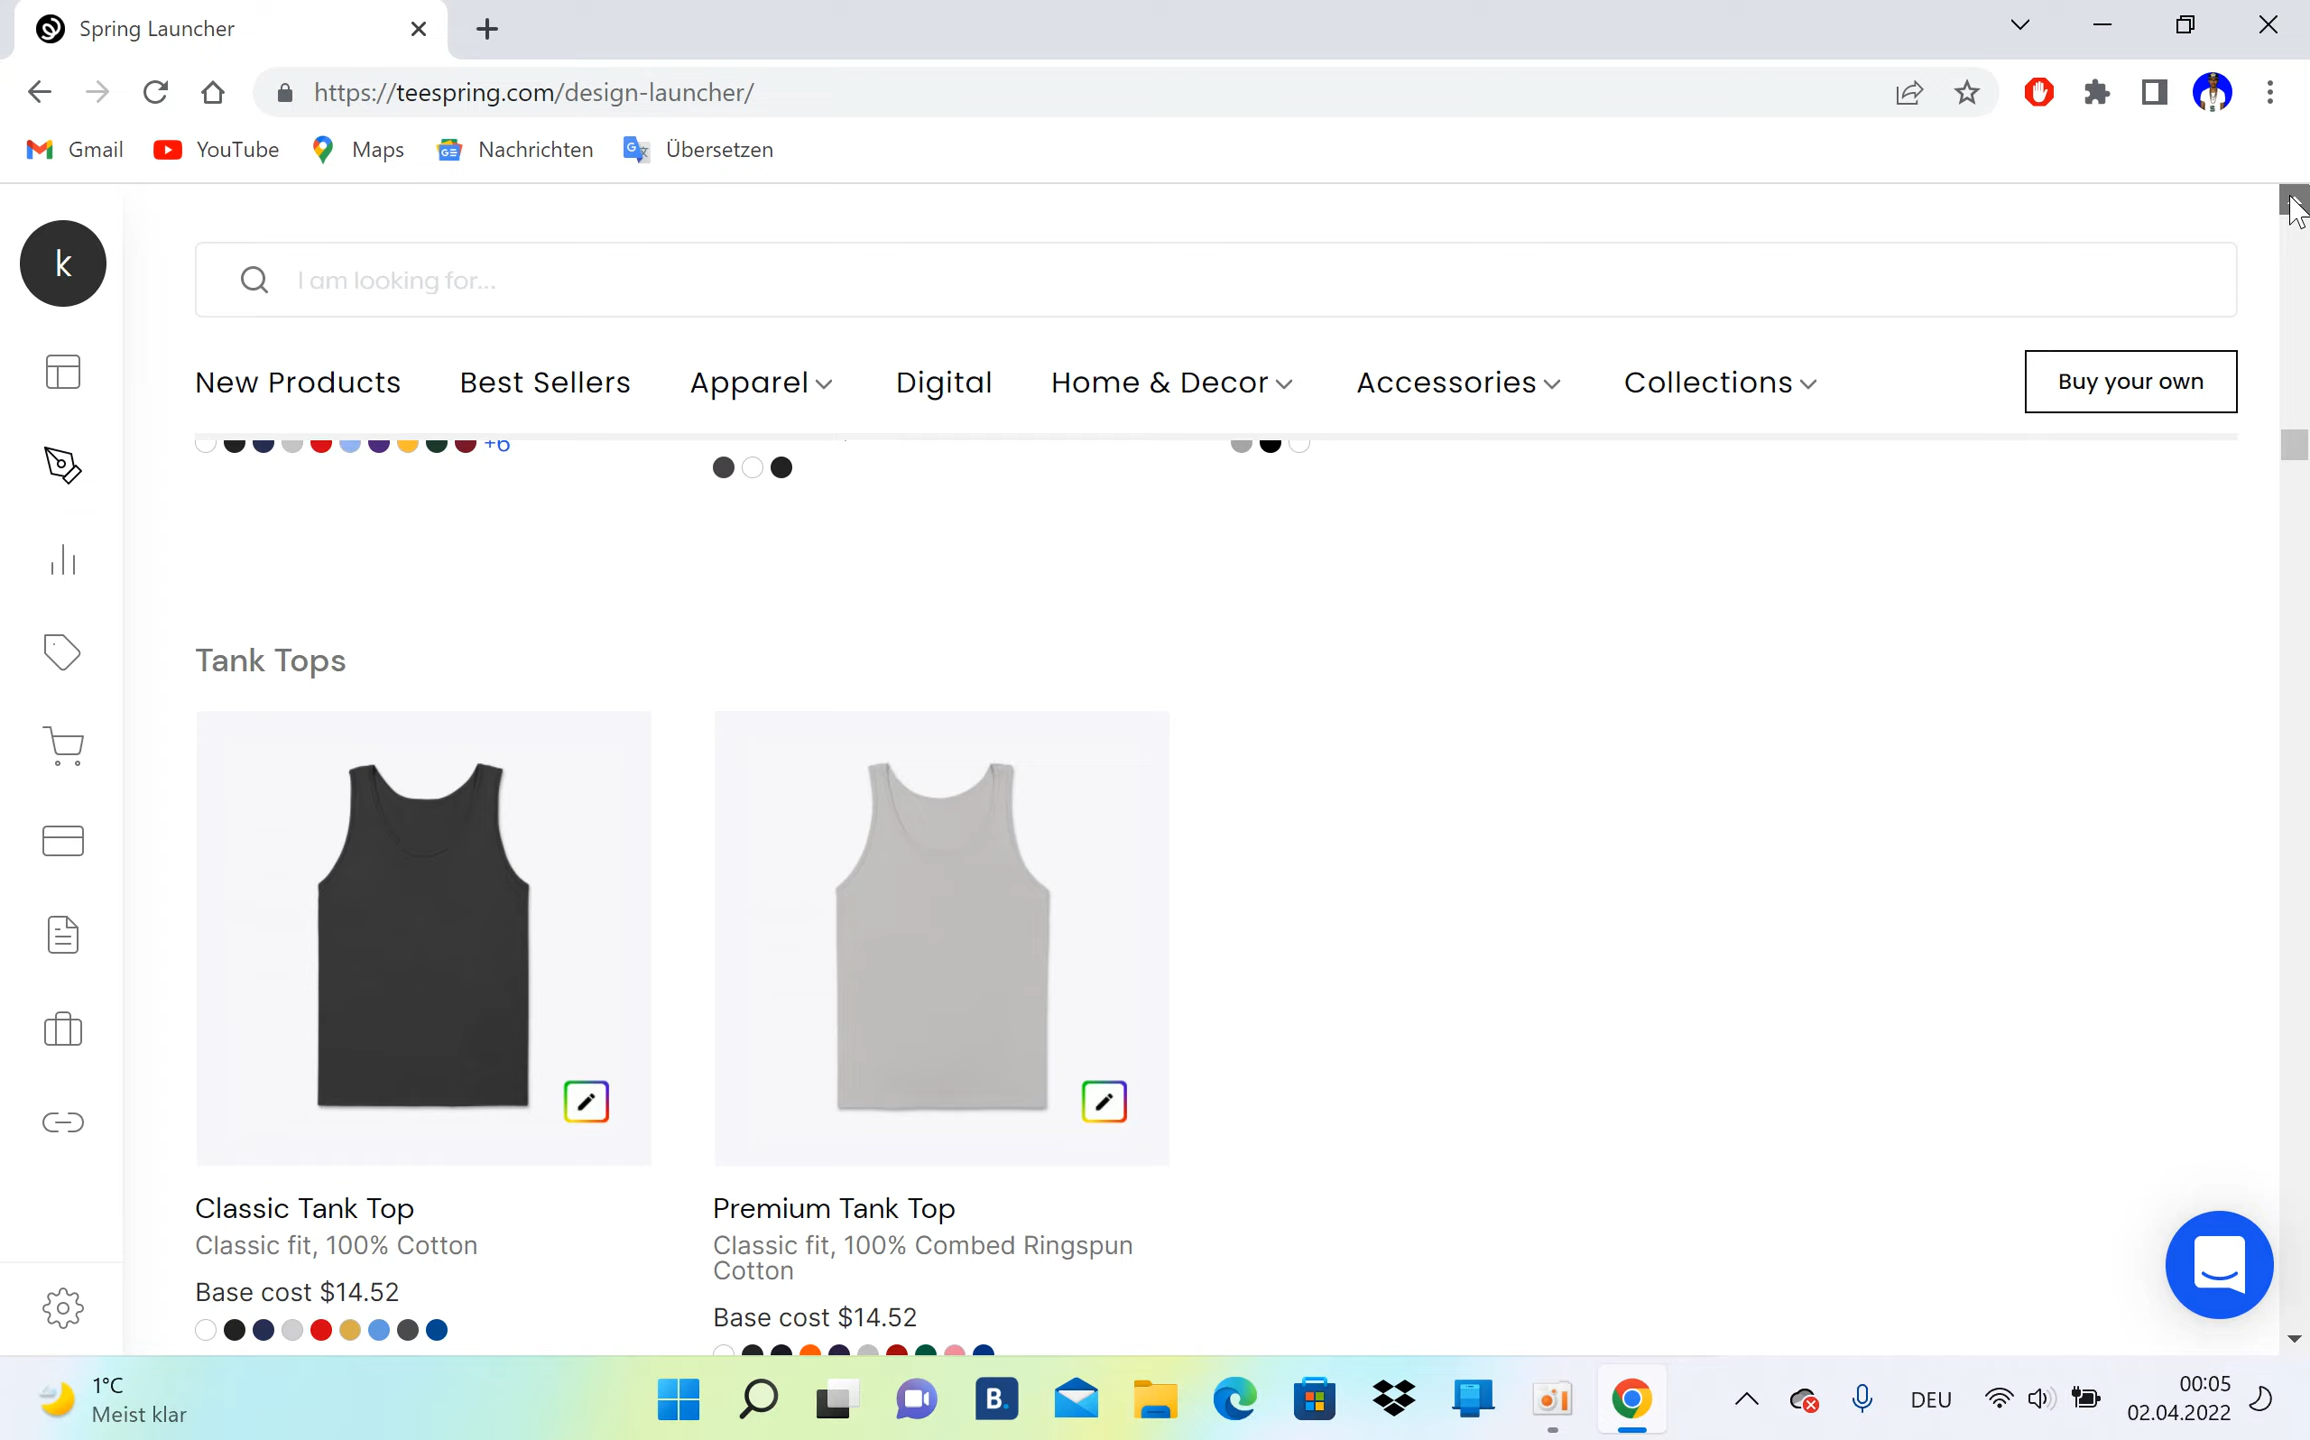 Spring Launcher
https://teespring.com/design-launcher/
Gmail YouTube Maps Nachrichten Übersetzen
k
I am looking for...
New Products Best Sellers Apparel Digital Home & Decor Accessories Collections Buy your own
+6
Tank Tops
Classic Tank Top
Classic fit, 100% Cotton
Base cost $14.52
Premium Tank Top
Classic fit, 100% Combed Ringspun
Cotton
Base cost $14.52
1°C
Meist klar
B.
DEU
00:05
02.04.2022